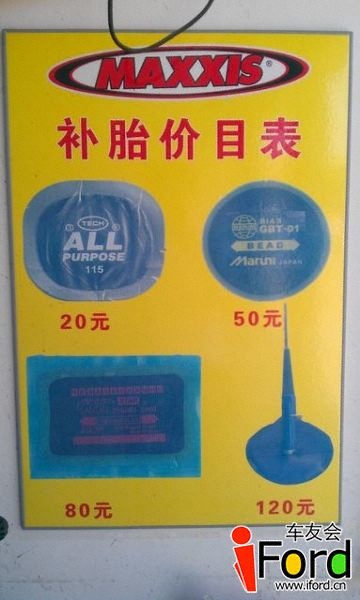 MAXXIS®
补胎价目表
TECH
ALL
PURPOSE
115
20元
BIAS
GBT-01
BEAD
Maruni JAPAN
50元
80元
120元
车友会
iFord
www.iford.cn